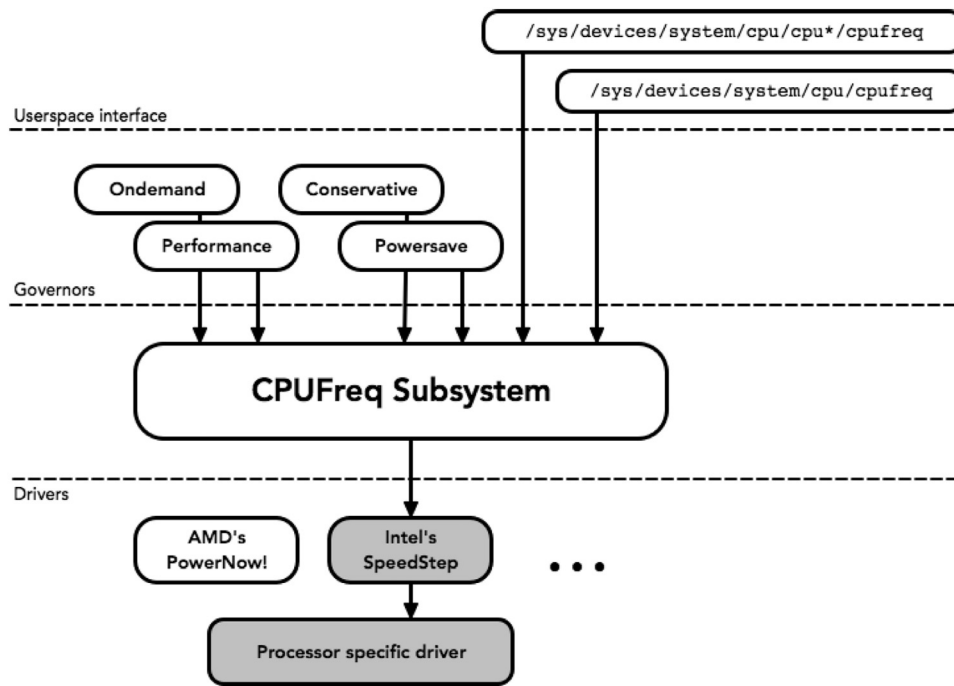 /sys/devices/system/cpu/cpu*/cpufreq
/sys/devices/system/cpu/cpufreq
Userspace interface
Ondemand
Conservative
Performance
Powersave
Governors
CPUFreq Subsystem
Drivers
AMD's
PowerNow!
Intel's
SpeedStep
Processor specific driver